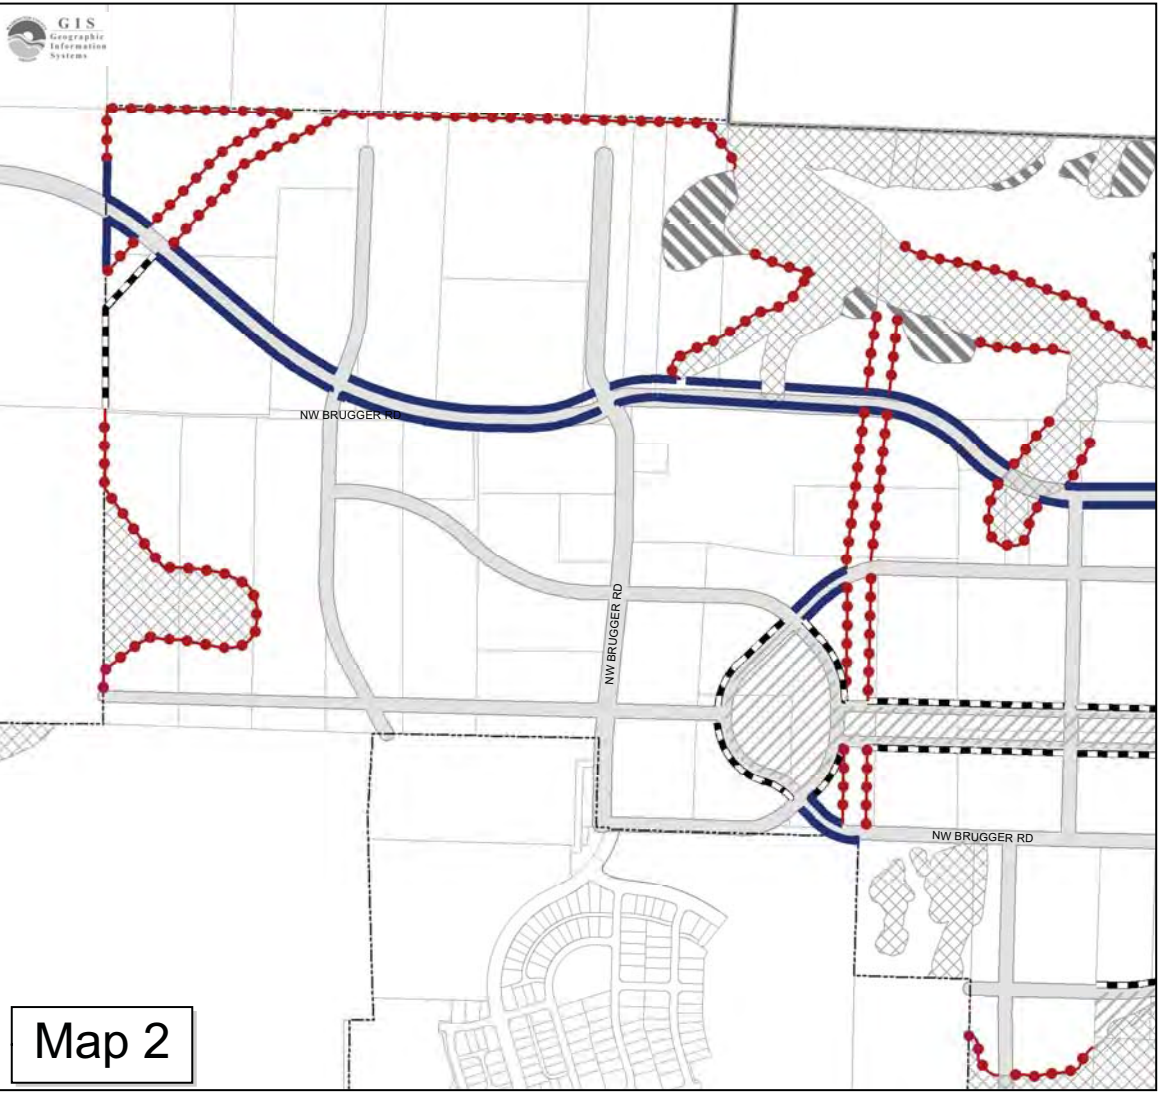 GIS
Geographic
Information
Systems
NW BRUGGER RD
NW BRUGGER RD
NW BRUGGER RD
Map 2